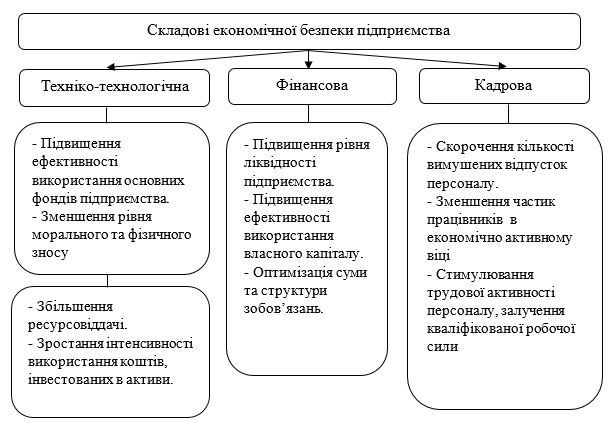 Складові економічної безпеки підприємства
Техніко-технологічна
Фінансова
Кадрова
- Підвищення
ефективності
використання основних
фондів підприємства.
- Зменшення рівня
морального та фізичного
зносу
- Збільшення
ресурсовіддачі.
- Зростання інтенсивності
використання коштів,
інвестованих в активи.
- Підвищення рівня
ліквідності
підприємства.
- Підвищення
ефективності
використання
власного капіталу.
- Оптимізація суми
та структури
зобов’язань.
- Скорочення кількості
вимушених відпусток
персоналу.
- Зменшення частик
працівників в
економічно активному
віці
- Стимулювання
трудової активності
персоналу, залучення
кваліфікованої робочої
сили